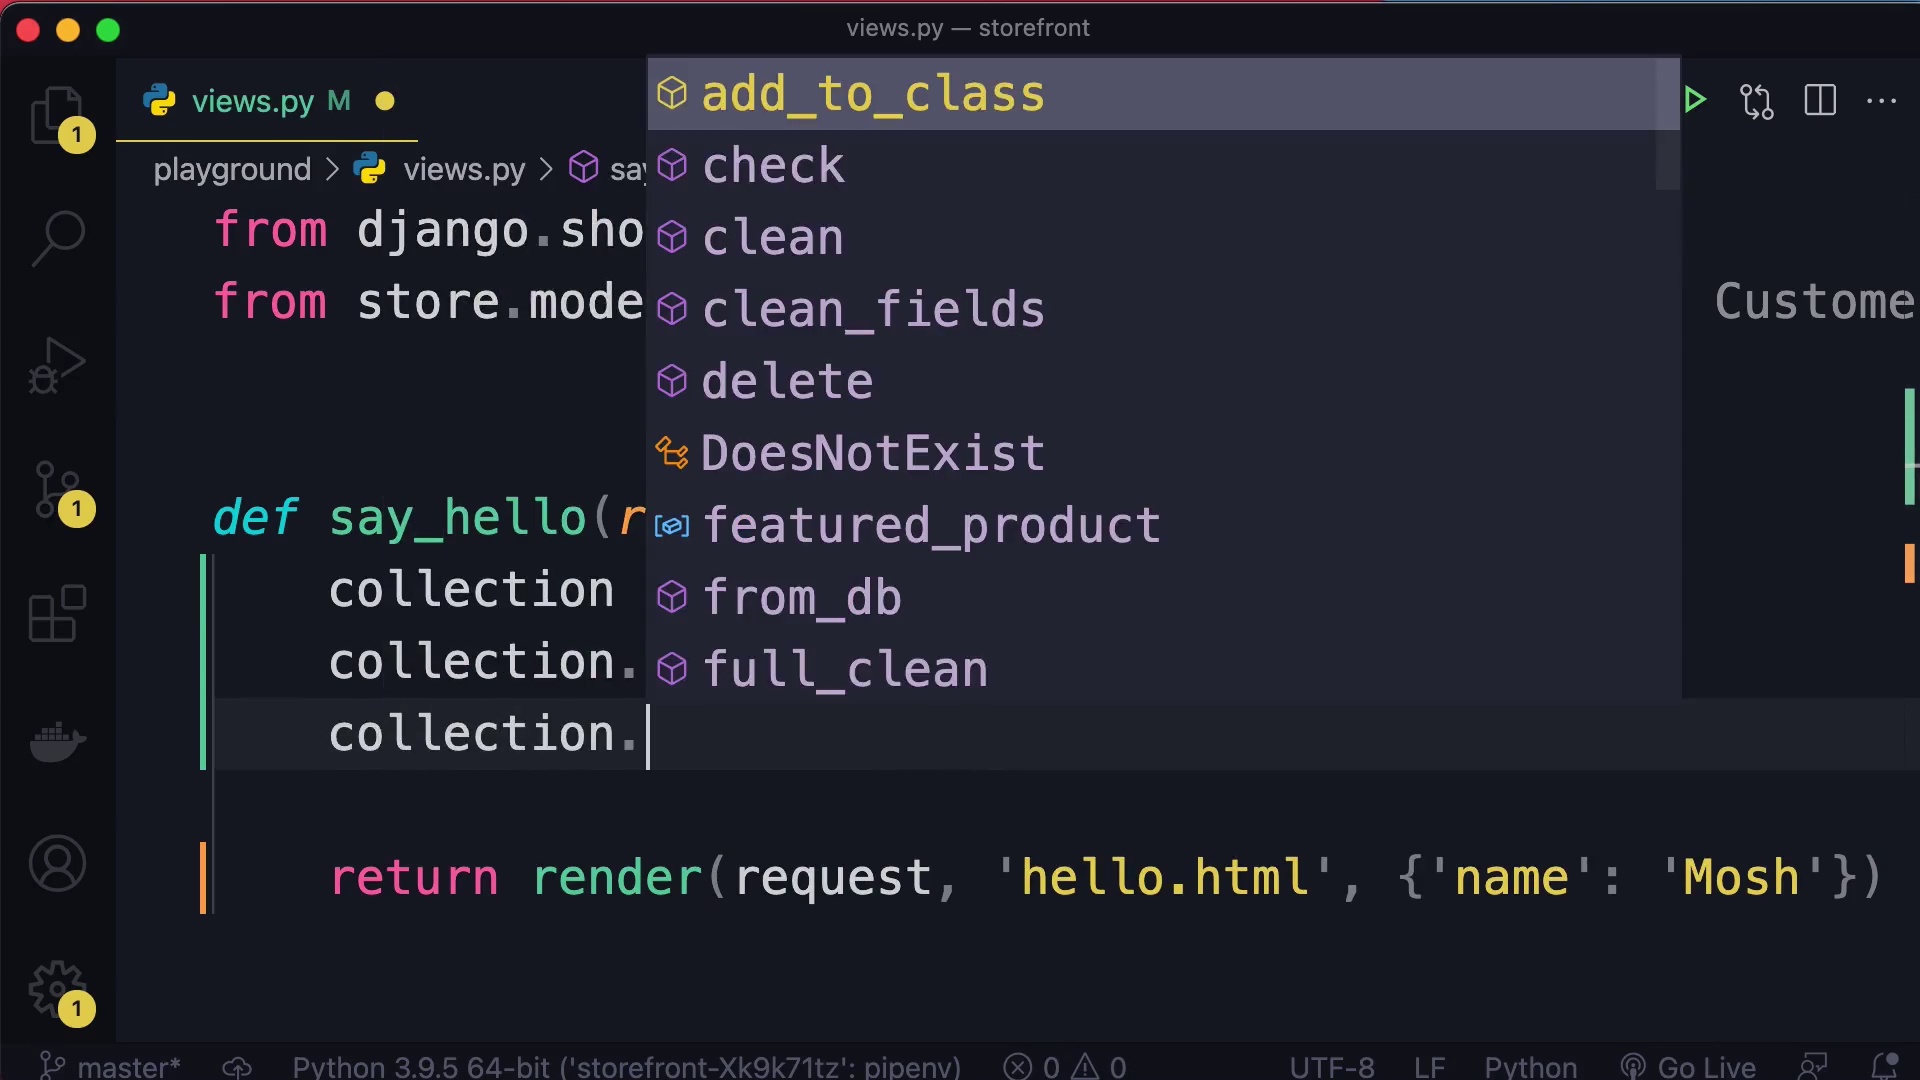 views.py — storefront
views.py M
playground > views.py > say
add_to_class
check
clean
clean_fields
delete
DoesNotExist
featured_product
from_db
full_clean
from django.sho
from store.mode
Custome
def say_hello(r
collection
collection.
collection.
return render(request, 'hello.html', {'name': 'Mosh'})
1
1
1
master* Python 3.9.5 64-bit ('storefront-Xk9k71tz': pipenv) 0 0 UTF-8 LF Python Go Live